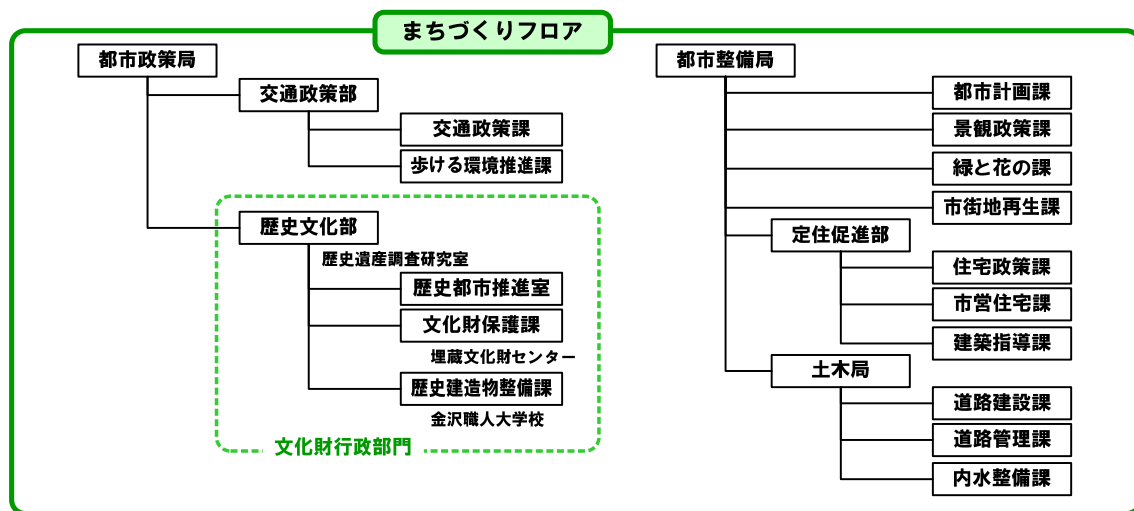 まちづくりフロア
都市政策局
交通政策部
交通政策課
歩ける環境推進課
歴史文化部
歴史遺産調査研究室
歴史都市推進室
文化財保護課
埋蔵文化財センター
歴史建造物整備課
金沢職人大学校
文化財行政部門
都市整備局
都市計画課
景観政策課
緑と花の課
市街地再生課
定住促進部
住宅政策課
市営住宅課
建築指導課
土木局
道路建設課
道路管理課
内水整備課